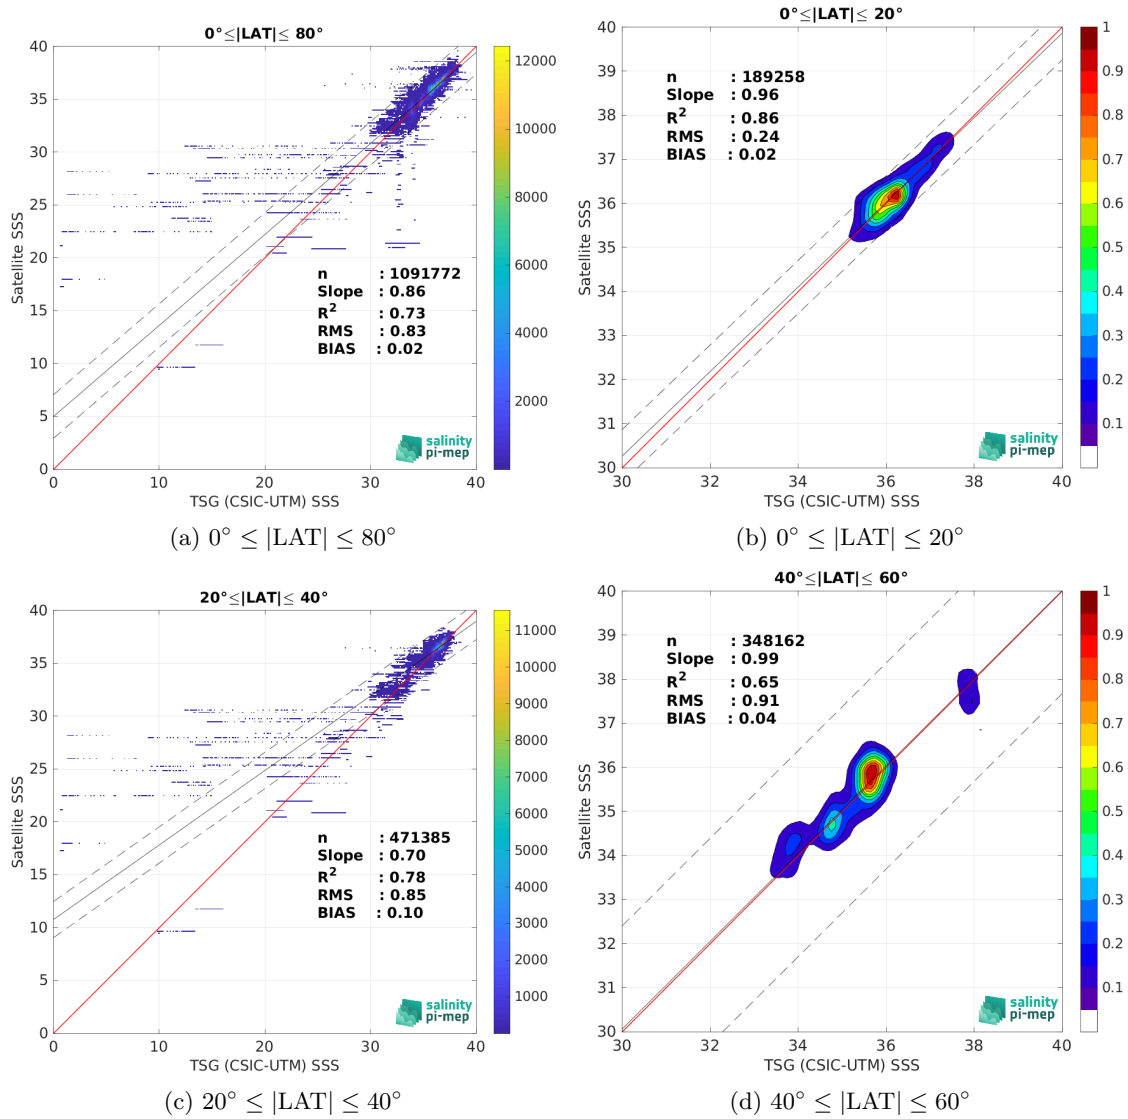 0°≤|LAT|≤ 80°
40
35
30
25
20
15
10
5
0
Satellite SSS
n : 1091772
Slope : 0.86
R² : 0.73
RMS : 0.83
BIAS : 0.02
salinity
pi-mep
0 10 20 30 40
TSG (CSIC-UTM) SSS
12000
10000
8000
6000
4000
2000
(a) 0° ≤ |LAT| ≤ 80°
0°≤|LAT|≤ 20°
40
39
38
37
36
35
34
33
32
31
30
Satellite SSS
n : 189258
Slope : 0.96
R² : 0.86
RMS : 0.24
BIAS : 0.02
salinity
pi-mep
30 32 34 36 38 40
TSG (CSIC-UTM) SSS
1
0.9
0.8
0.7
0.6
0.5
0.4
0.3
0.2
0.1
(b) 0° ≤ |LAT| ≤ 20°
20°≤|LAT|≤ 40°
40
35
30
25
20
15
10
5
0
Satellite SSS
n : 471385
Slope : 0.70
R² : 0.78
RMS : 0.85
BIAS : 0.10
salinity
pi-mep
0 10 20 30 40
TSG (CSIC-UTM) SSS
11000
10000
9000
8000
7000
6000
5000
4000
3000
2000
1000
0
(c) 20° ≤ |LAT| ≤ 40°
40°≤|LAT|≤ 60°
40
39
38
37
36
35
34
33
32
31
30
Satellite SSS
n : 348162
Slope : 0.99
R² : 0.65
RMS : 0.91
BIAS : 0.04
salinity
pi-mep
30 32 34 36 38 40
TSG (CSIC-UTM) SSS
1
0.9
0.8
0.7
0.6
0.5
0.4
0.3
0.2
0.1
(d) 40° ≤ |LAT| ≤ 60°